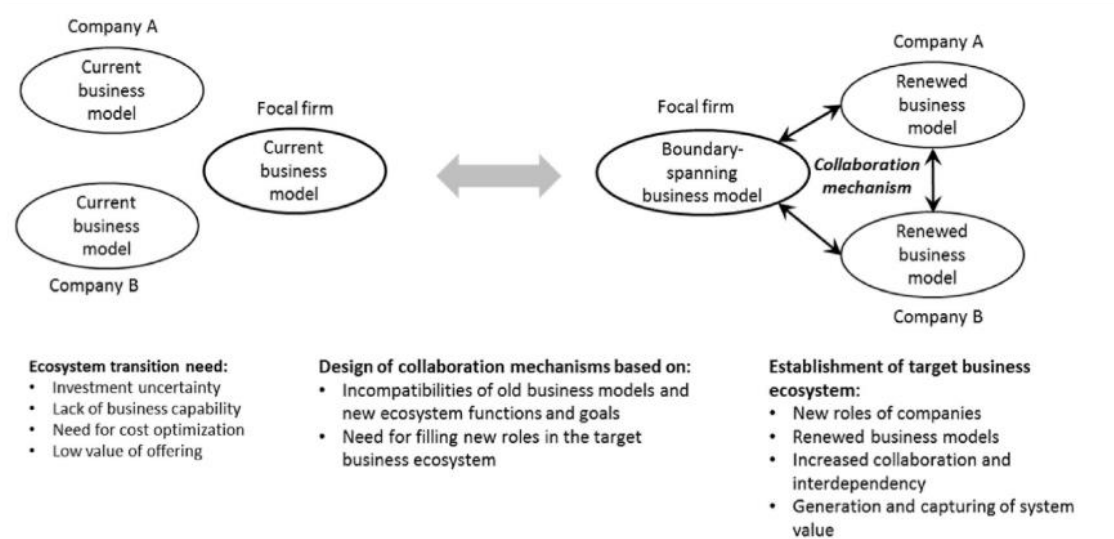 Company A
Current
business
model
Focal firm
Current
business
model
Current
business
model
Company B
Focal firm
Boundary-
spanning
business model
Company A
Renewed
business
model
Collaboration
mechanism
Renewed
business
model
Company B
Ecosystem transition need:
• Investment uncertainty
• Lack of business capability
• Need for cost optimization
• Low value of offering
Design of collaboration mechanisms based on:
• Incompatibilities of old business models and
new ecosystem functions and goals
• Need for filling new roles in the target
business ecosystem
Establishment of target business
ecosystem:
• New roles of companies
• Renewed business models
• Increased collaboration and
interdependency
• Generation and capturing of system
value